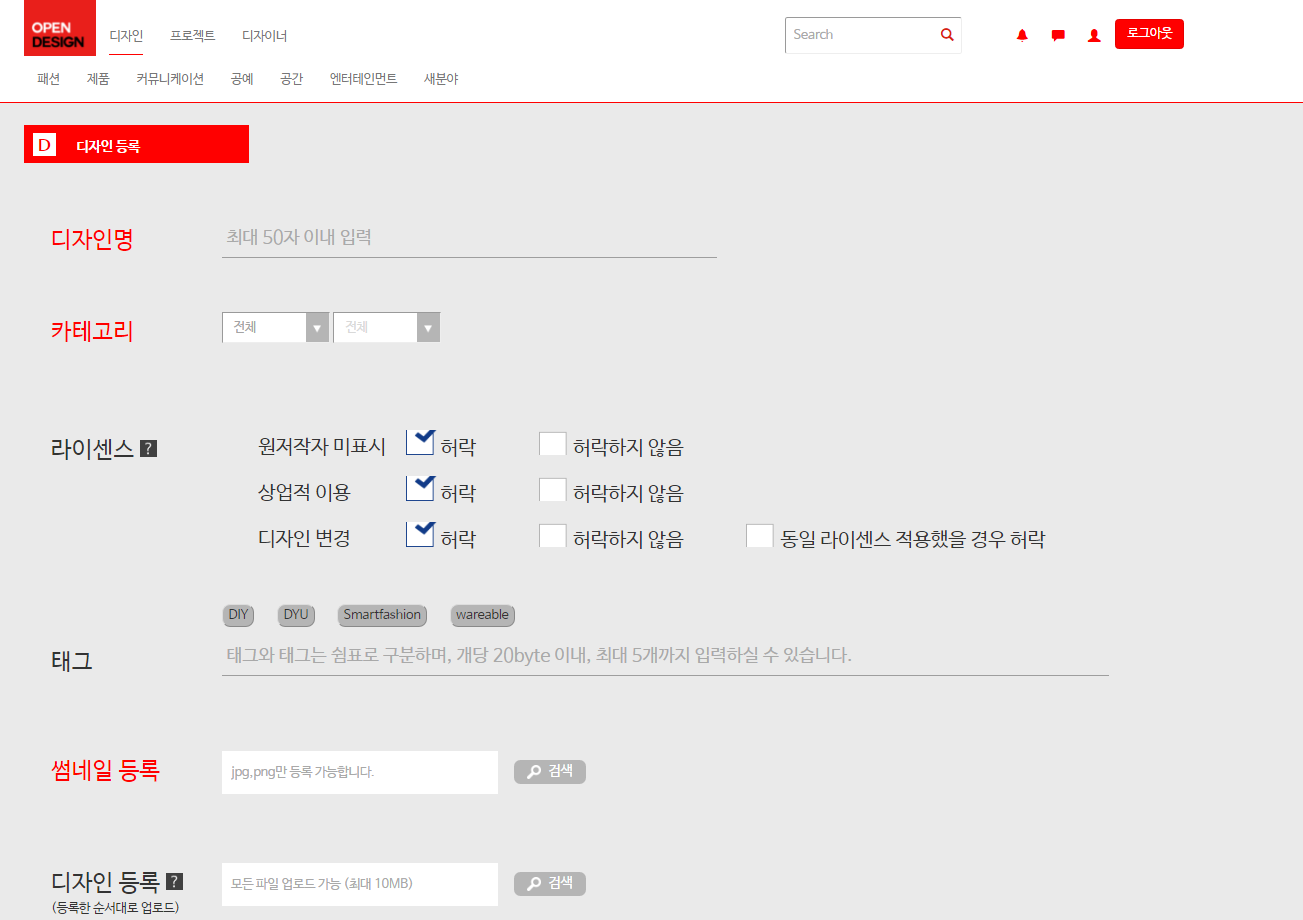 OPEN
DESIGN
디자인 프로젝트 디자이너
Search
로그아웃
패션 제품 커뮤니케이션 공예 공간 엔터테인먼트 새분야
D 디자인 등록
디자인명 최대 50자 이내 입력
카테고리 전체 전체
라이센스 ? 원저작자 미표시 허락 허락하지 않음
상업적 이용 허락 허락하지 않음
디자인 변경 허락 허락하지 않음 동일 라이센스 적용했을 경우 허락
DIY DYU Smartfashion wareable
태그 태그와 태그는 쉼표로 구분하며, 개당 20byte 이내, 최대 5개까지 입력하실 수 있습니다.
썸네일 등록 jpg,png만 등록 가능합니다. 검색
디자인 등록 ? 모든 파일 업로드 가능 (최대 10MB) 검색
(등록한 순서대로 업로드)